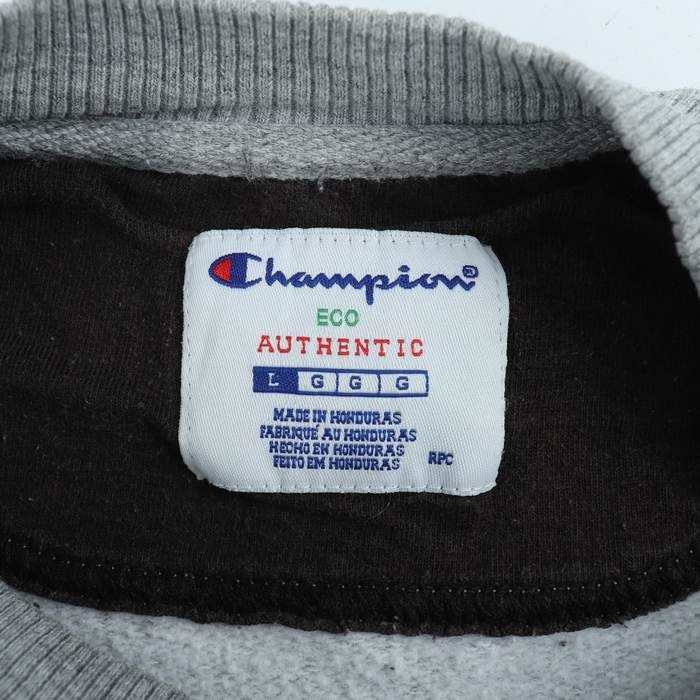 Champion®
ECO
AUTHENTIC
L G G G
MADE IN HONDURAS
FABRIQUÉ AU HONDURAS
HECHO EN HONDURAS
FEITO EM HONDURAS RPC